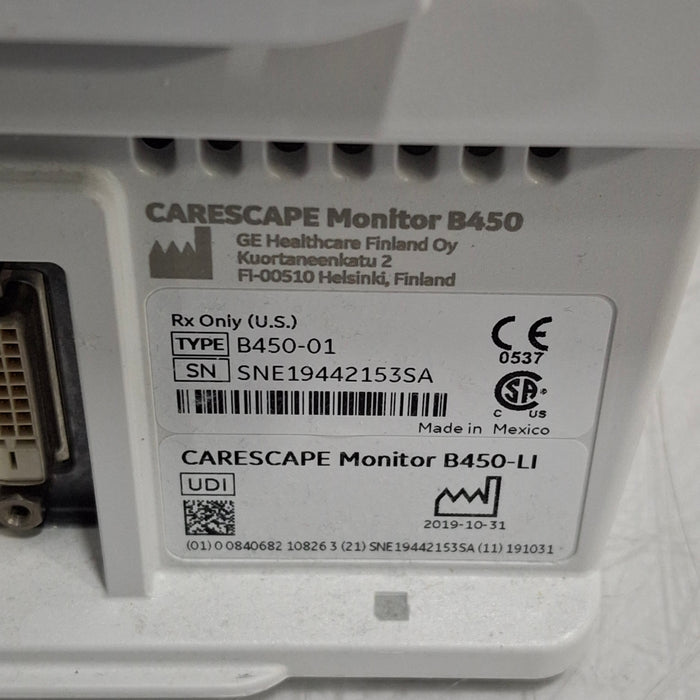 CARESCAPE Monitor B450
GE Healthcare Finland Oy
Kuortaneenkatu 2
FI-00510 Helsinki, Finland
Rx Only (U.S.)
TYPE B450-01
SN SNE19442153SA
CE
0537
SA
C US
Made in Mexico
CARESCAPE Monitor B450-LI
UDI
2019-10-31
(01) 0 0840682 10826 3 (21) SNE19442153SA (11) 191031